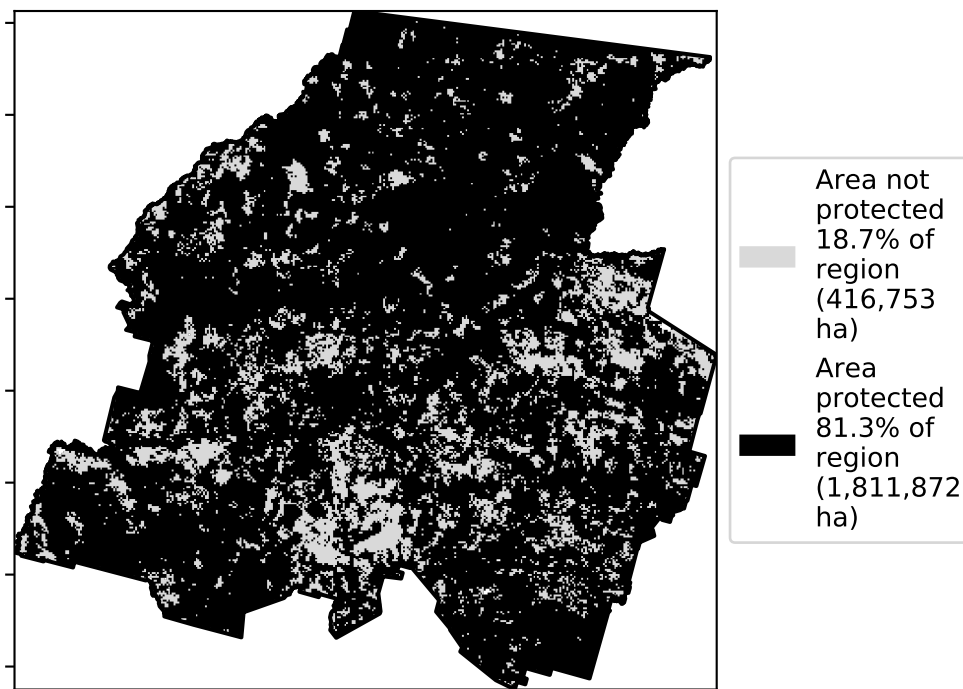 Area not
protected
18.7% of
region
(416,753
ha)
Area
protected
81.3% of
region
(1,811,872
ha)